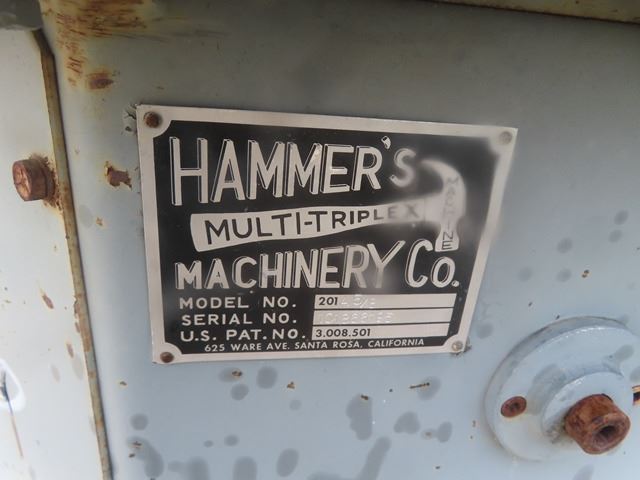 HAMMER'S
MULTI-TRIPLEX
MACHINE
MACHINERY CO.
MODEL NO. 201
SERIAL NO.
U.S. PAT. NO. 3.008.501
625 WARE AVE. SANTA ROSA, CALIFORNIA